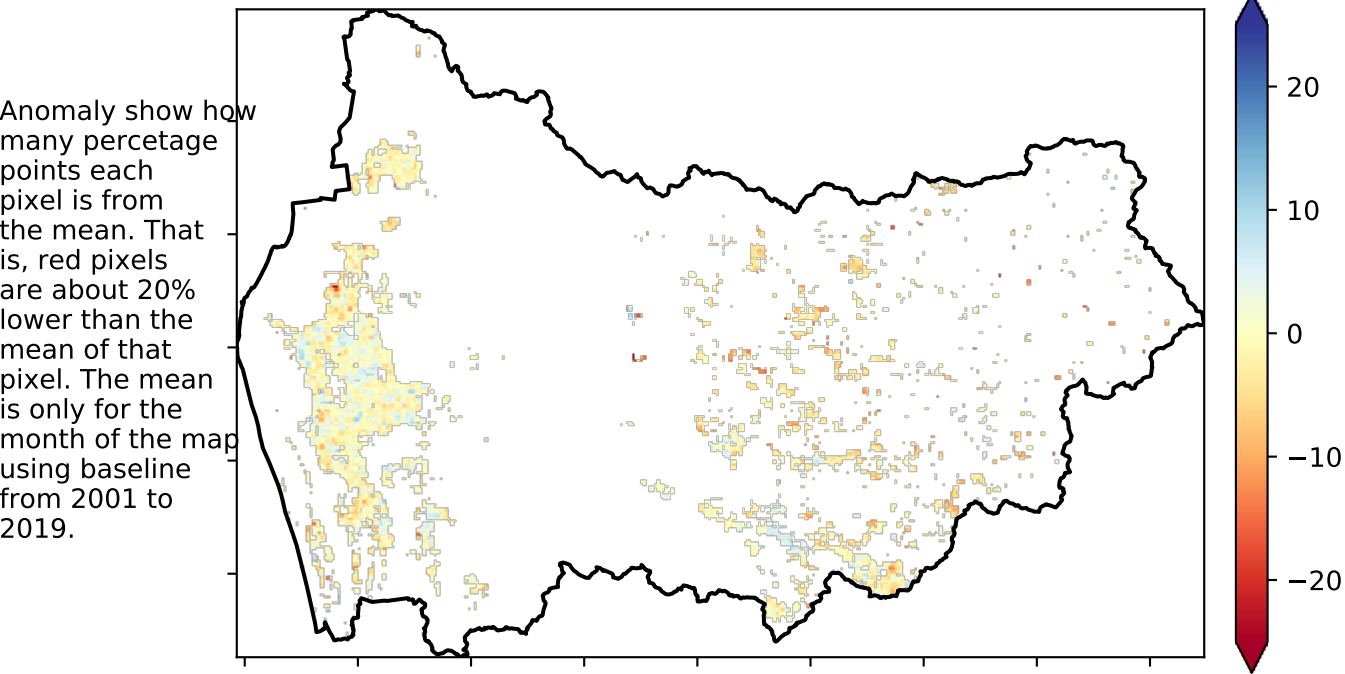 Anomaly show how
many percetage
points each
pixel is from
the mean. That
is, red pixels
are about 20%
lower than the
mean of that
pixel. The mean
is only for the
month of the map
using baseline
from 2001 to
2019.
20
10
0
−10
−20